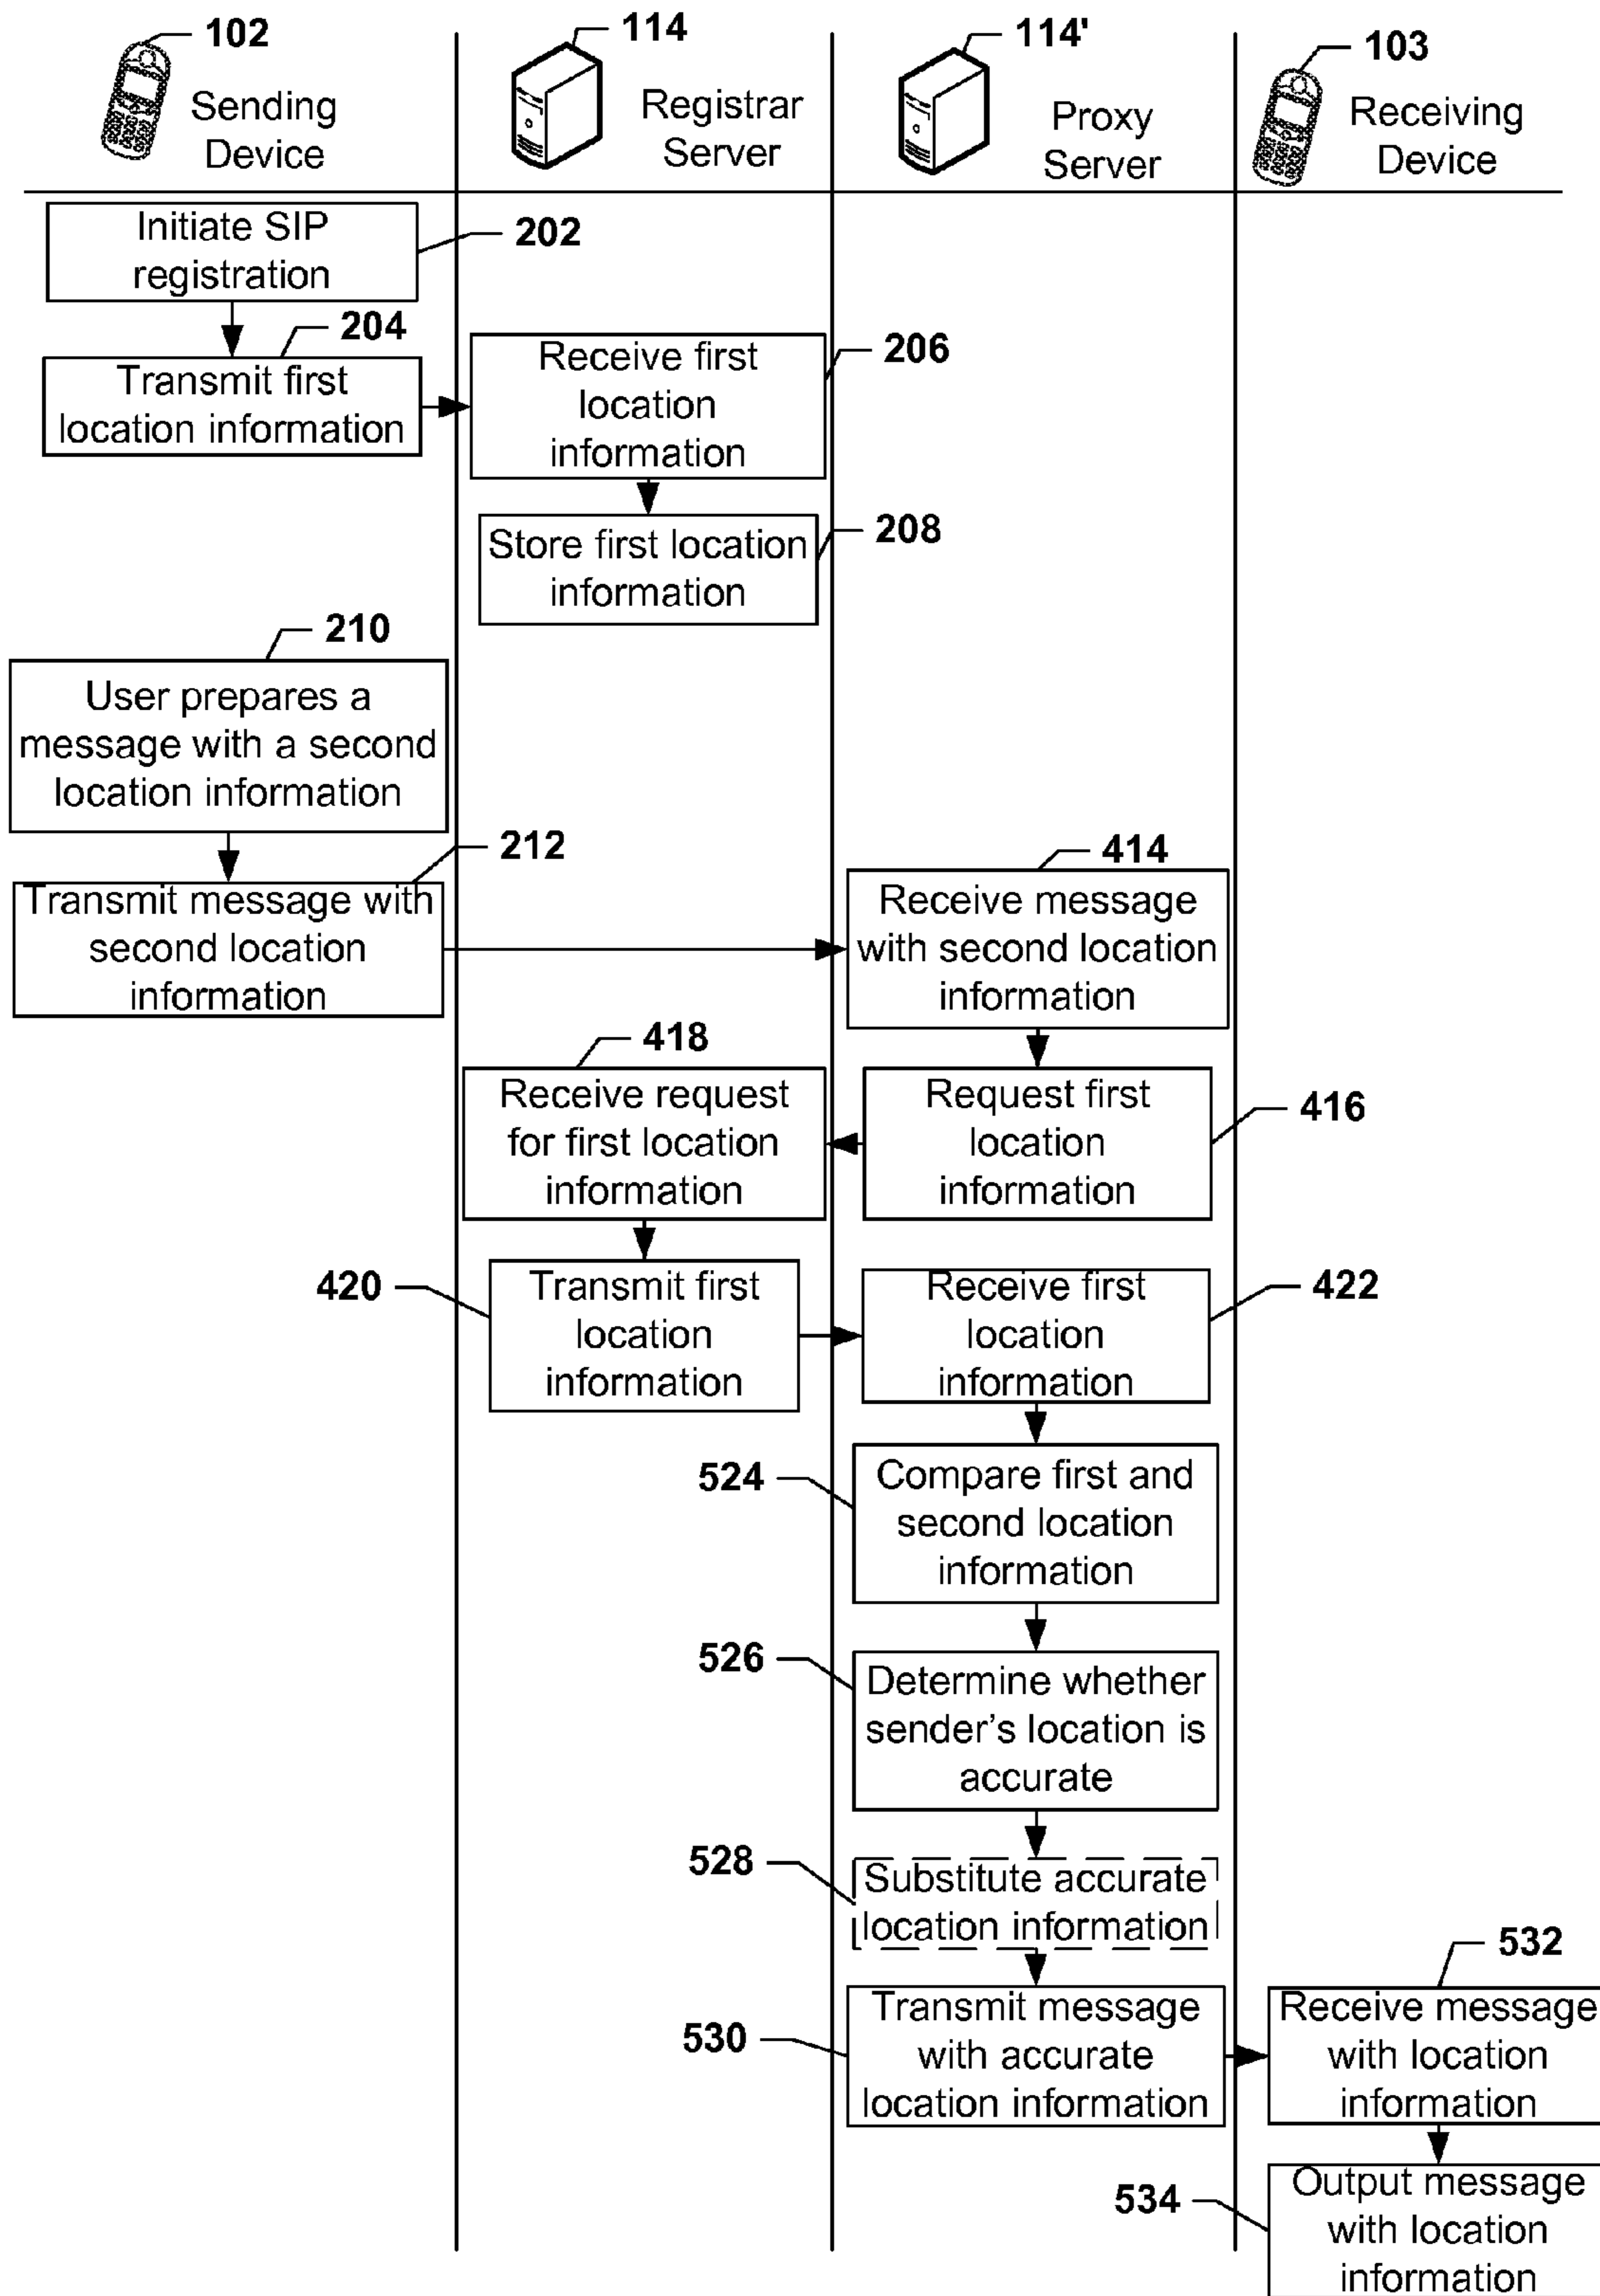 102
Sending
Device
114
Registrar
Server
114'
Proxy
Server
103
Receiving
Device
Initiate SIP
registration
202
204
Transmit first
location information
Receive first
location
information
206
Store first location
information
208
210
User prepares a
message with a second
location information
212
Transmit message with
second location
information
414
Receive message
with second location
information
418
Receive request
for first location
information
Request first
location
information
416
420
Transmit first
location
information
Receive first
location
information
422
524
Compare first and
second location
information
526
Determine whether
sender's location is
accurate
528
Substitute accurate
location information
530
Transmit message
with accurate
location information
532
Receive message
with location
information
534
Output message
with location
information